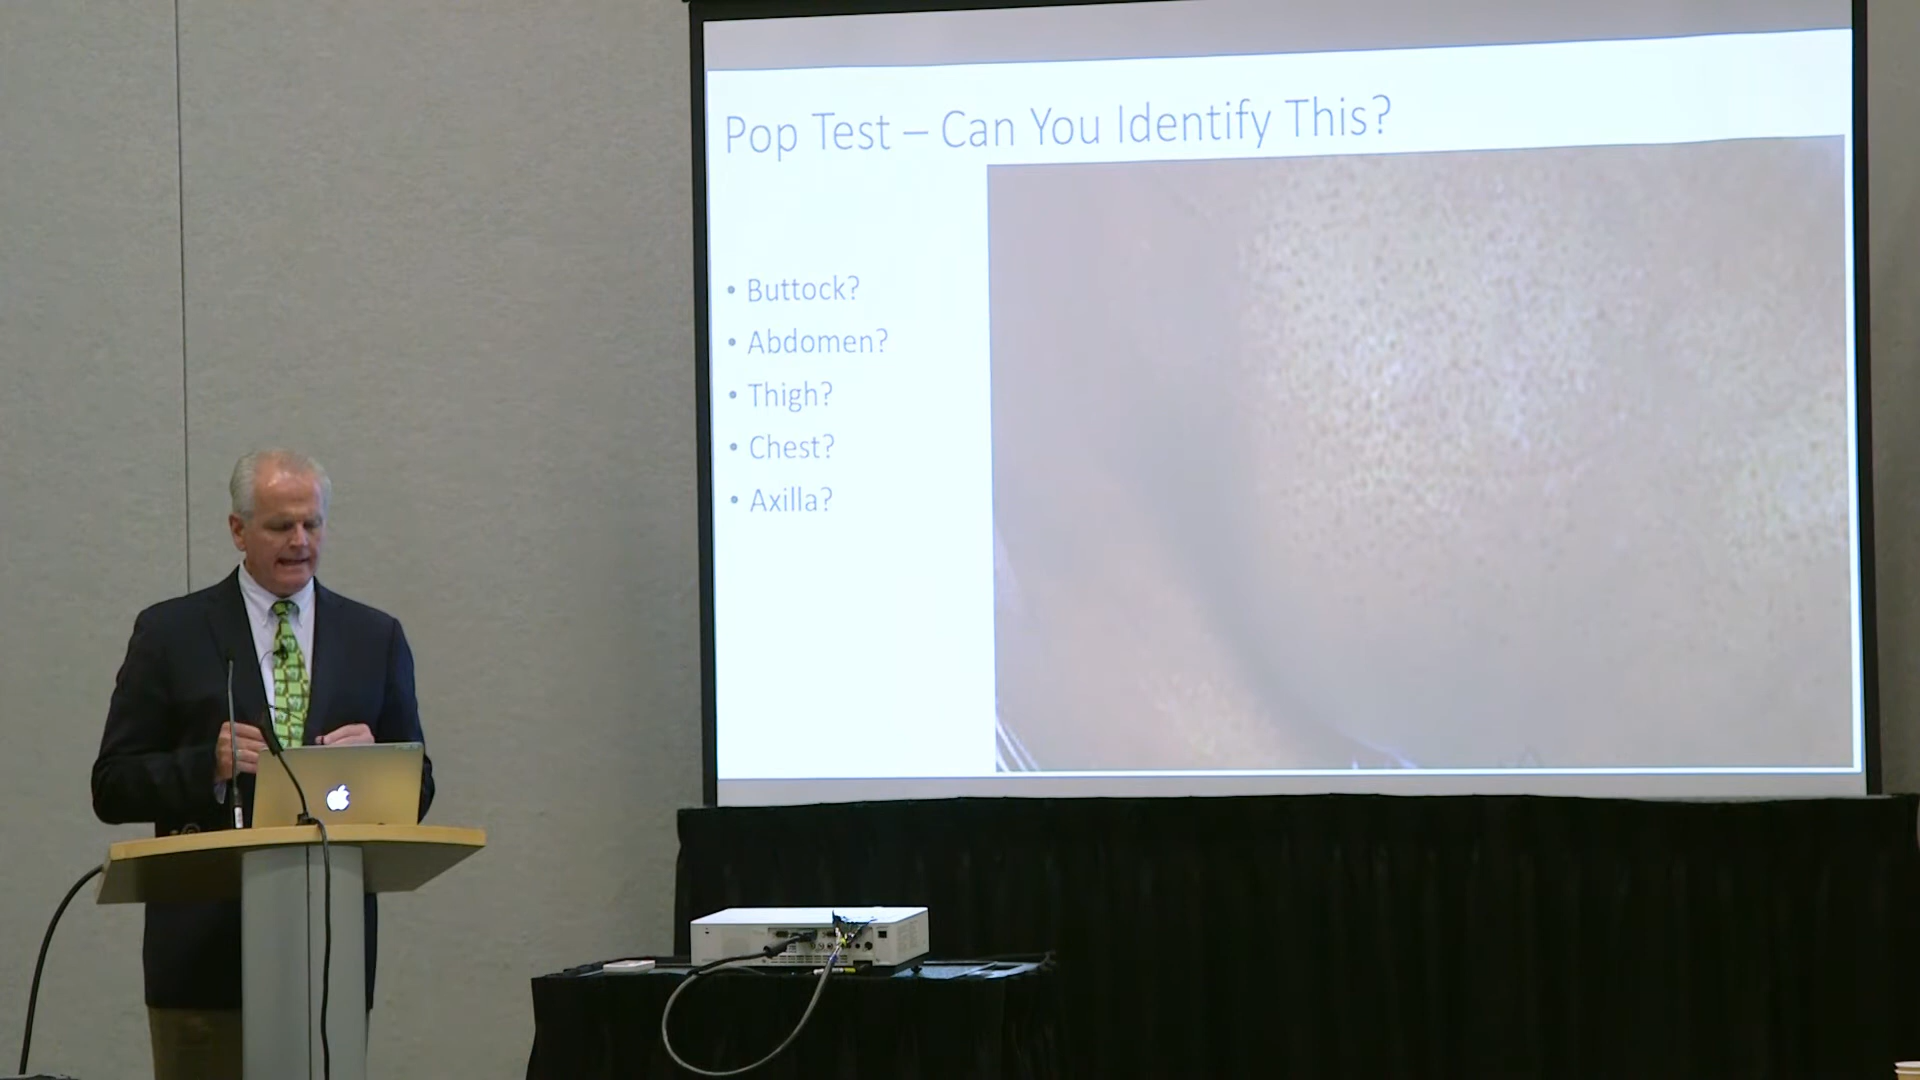 Pop Test – Can You Identify This?
• Buttock?
• Abdomen?
• Thigh?
• Chest?
• Axilla?